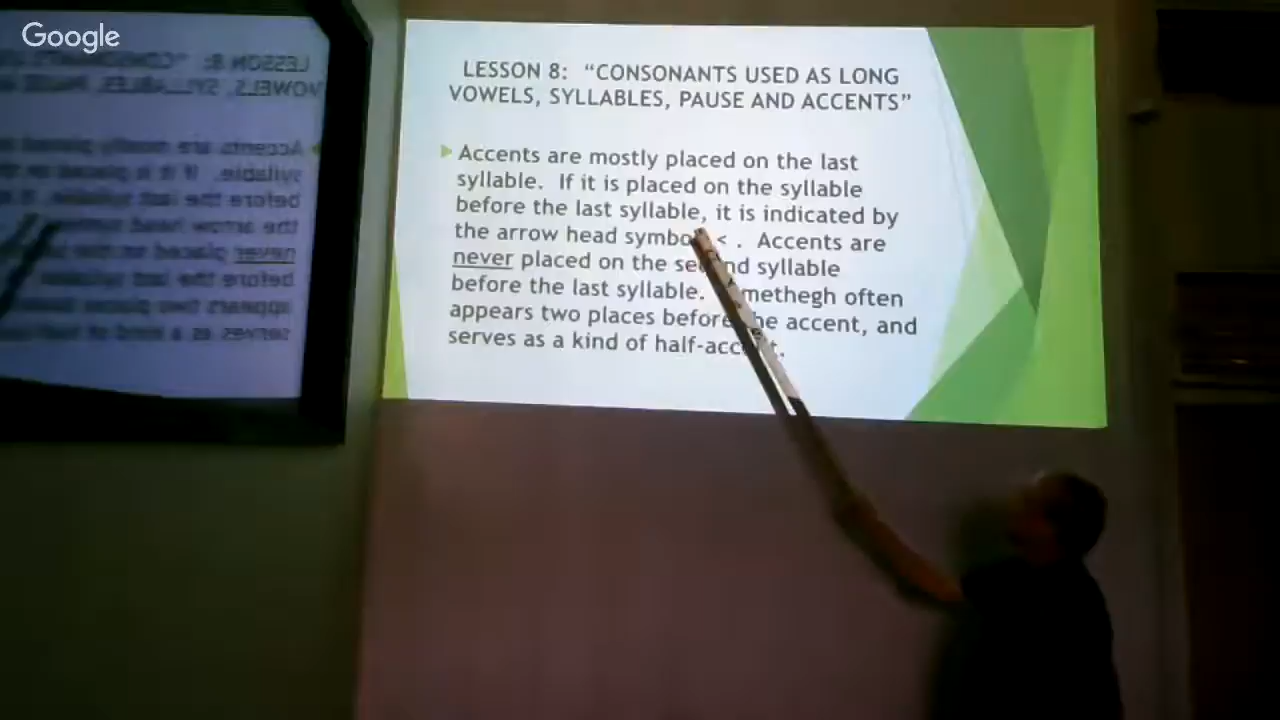 Google
LESSON 8: “CONSONANTS USED AS LONG
VOWELS, SYLLABLES, PAUSE AND ACCENTS”
Accents are mostly placed on the last
syllable. If it is placed on the syllable
before the last syllable, it is indicated by
the arrow head < . Accents are
never placed on the syllable
before the last syllable. often
appears two places before accent, and
serves as a kind of